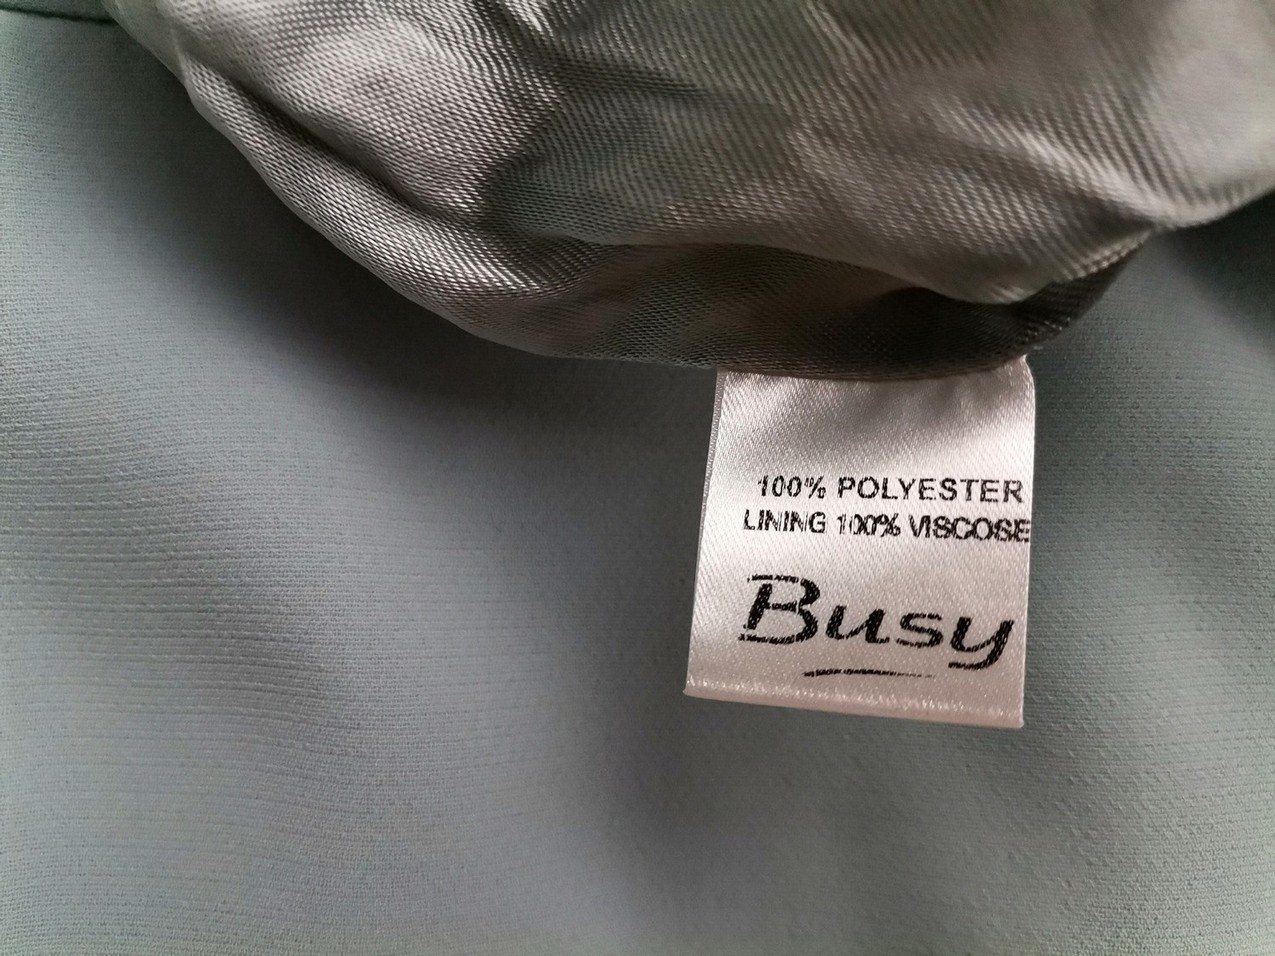 100% POLYESTER
LINING 100% VISCOSE
Busy